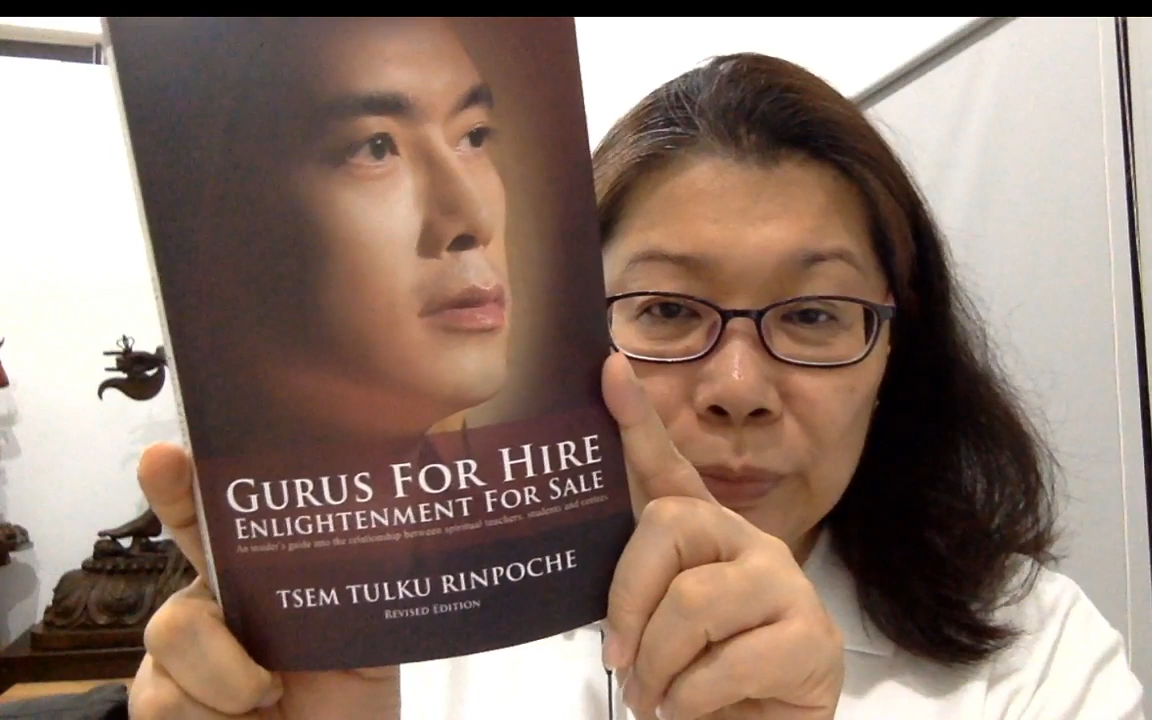 GURUS FOR HIRE
ENLIGHTENMENT FOR SALE
An insider's guide into the relationship between spiritual teachers, students and centres
TSEM TULKU RINPOCHE
REVISED EDITION